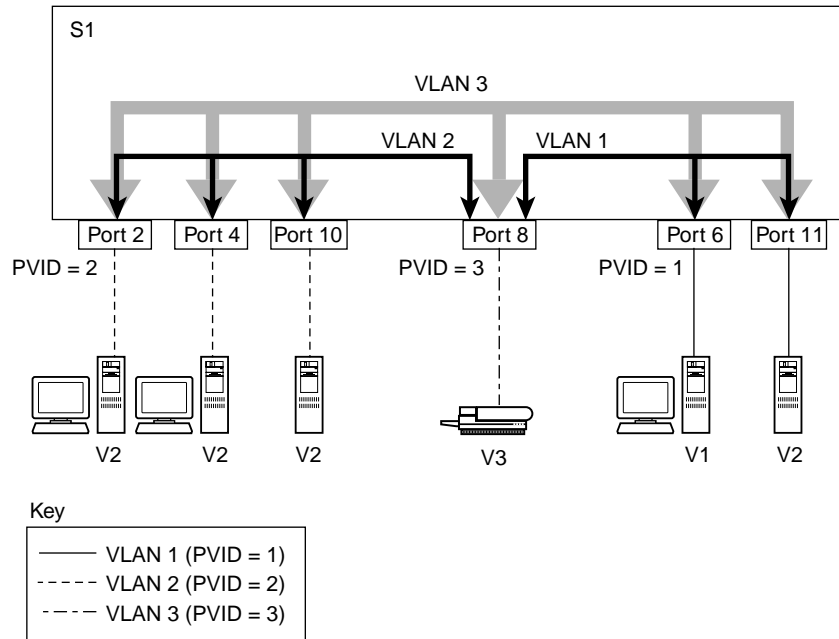 S1
VLAN 3
VLAN 2
VLAN 1
Port 2
Port 4
Port 10
Port 8
Port 6
Port 11
PVID = 2
PVID = 3
PVID = 1
V2
V2
V2
V3
V1
V2
Key
VLAN 1 (PVID = 1)
VLAN 2 (PVID = 2)
VLAN 3 (PVID = 3)